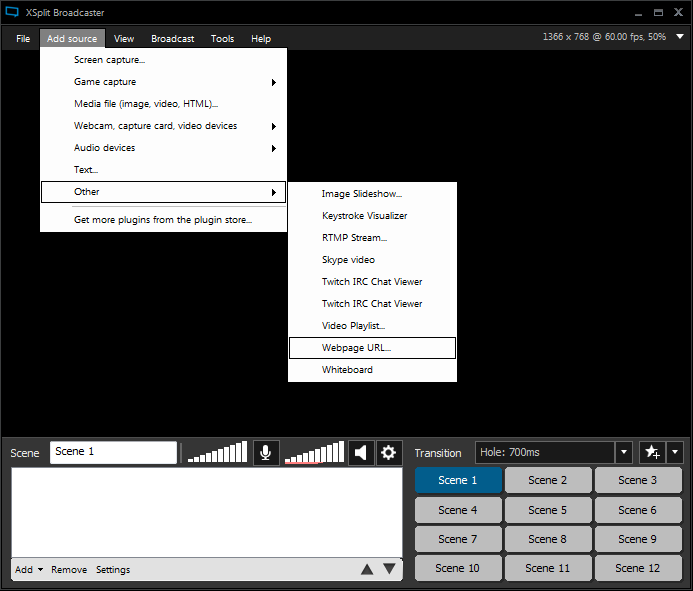 XSplit Broadcaster
File Add source View Broadcast Tools Help 1366 x 768 @ 60.00 fps, 50%
Screen capture...
Game capture
Media file (image, video, HTML)...
Webcam, capture card, video devices
Audio devices
Text...
Other
Get more plugins from the plugin store...
Image Slideshow...
Keystroke Visualizer
RTMP Stream...
Skype video
Twitch IRC Chat Viewer
Twitch IRC Chat Viewer
Video Playlist...
Webpage URL...
Whiteboard
Scene Scene 1 Transition Hole: 700ms
Scene 1 Scene 2 Scene 3
Scene 4 Scene 5 Scene 6
Scene 7 Scene 8 Scene 9
Add Remove Settings Scene 10 Scene 11 Scene 12